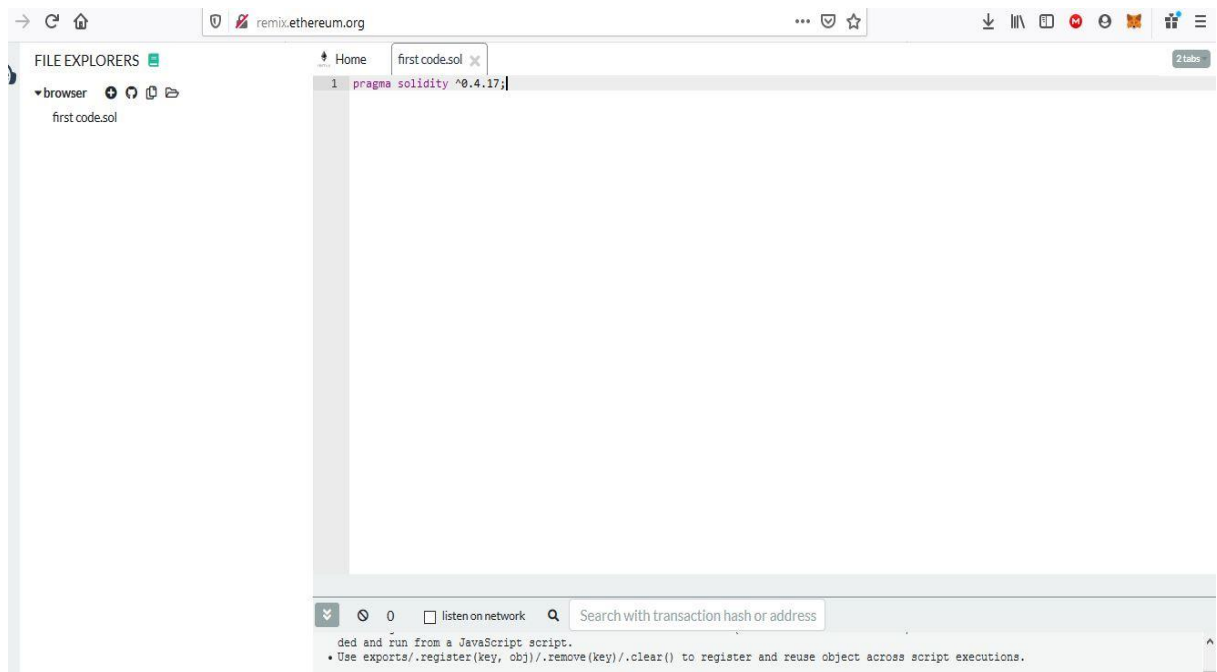 remix.ethereum.org
FILE EXPLORERS
browser
first code.sol
Home
first code.sol
2 tabs
1 pragma solidity ^0.4.17;
0
listen on network
Search with transaction hash or address
ded and run from a JavaScript script.
• Use exports/.register(key, obj)/.remove(key)/.clear() to register and reuse object across script executions.